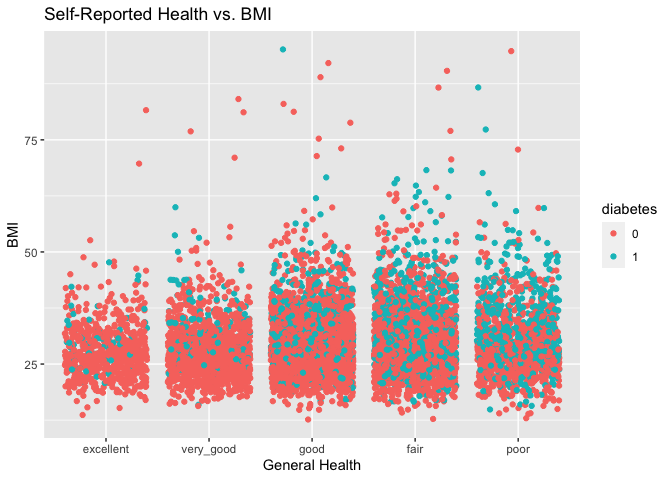 Self-Reported Health vs. BMI
BMI
75
50
25
excellent
very_good
good
fair
poor
General Health
diabetes
0
1